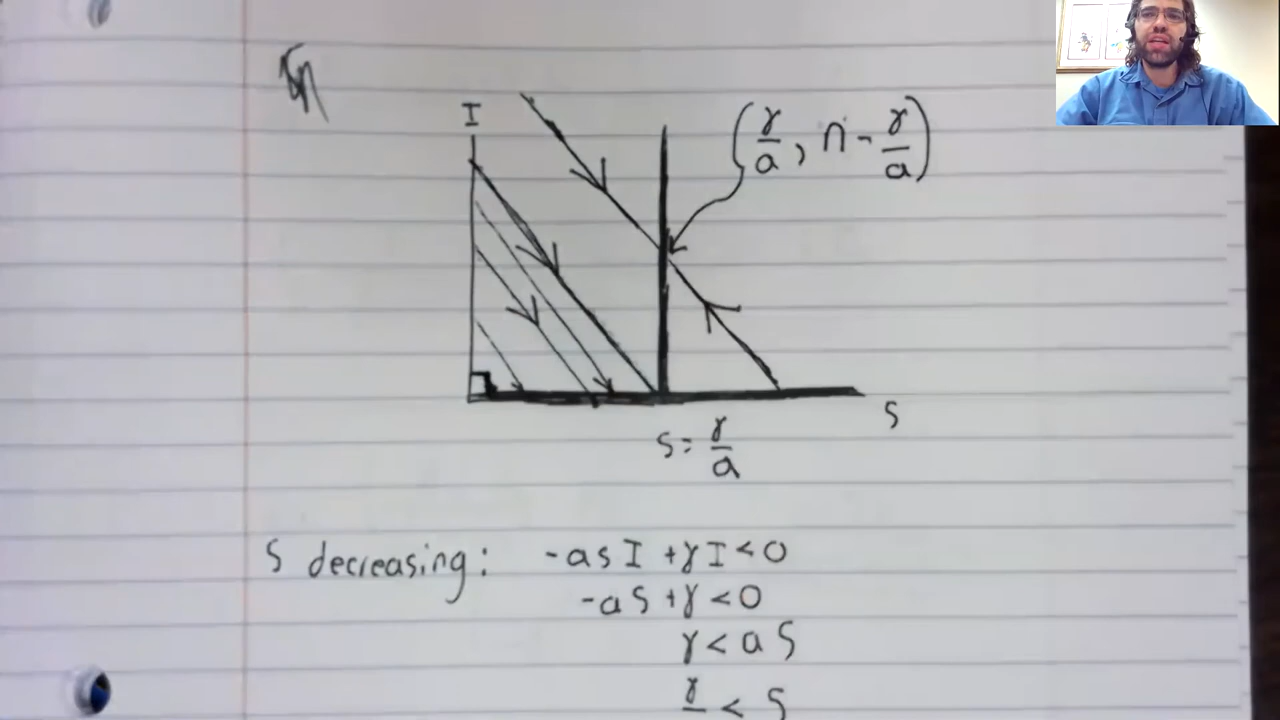 I
(γ/a, n - γ/a)
S
S = γ/a
S decreasing: -aSI + γI < 0
-aS + γ < 0
γ < aS
γ/ < S